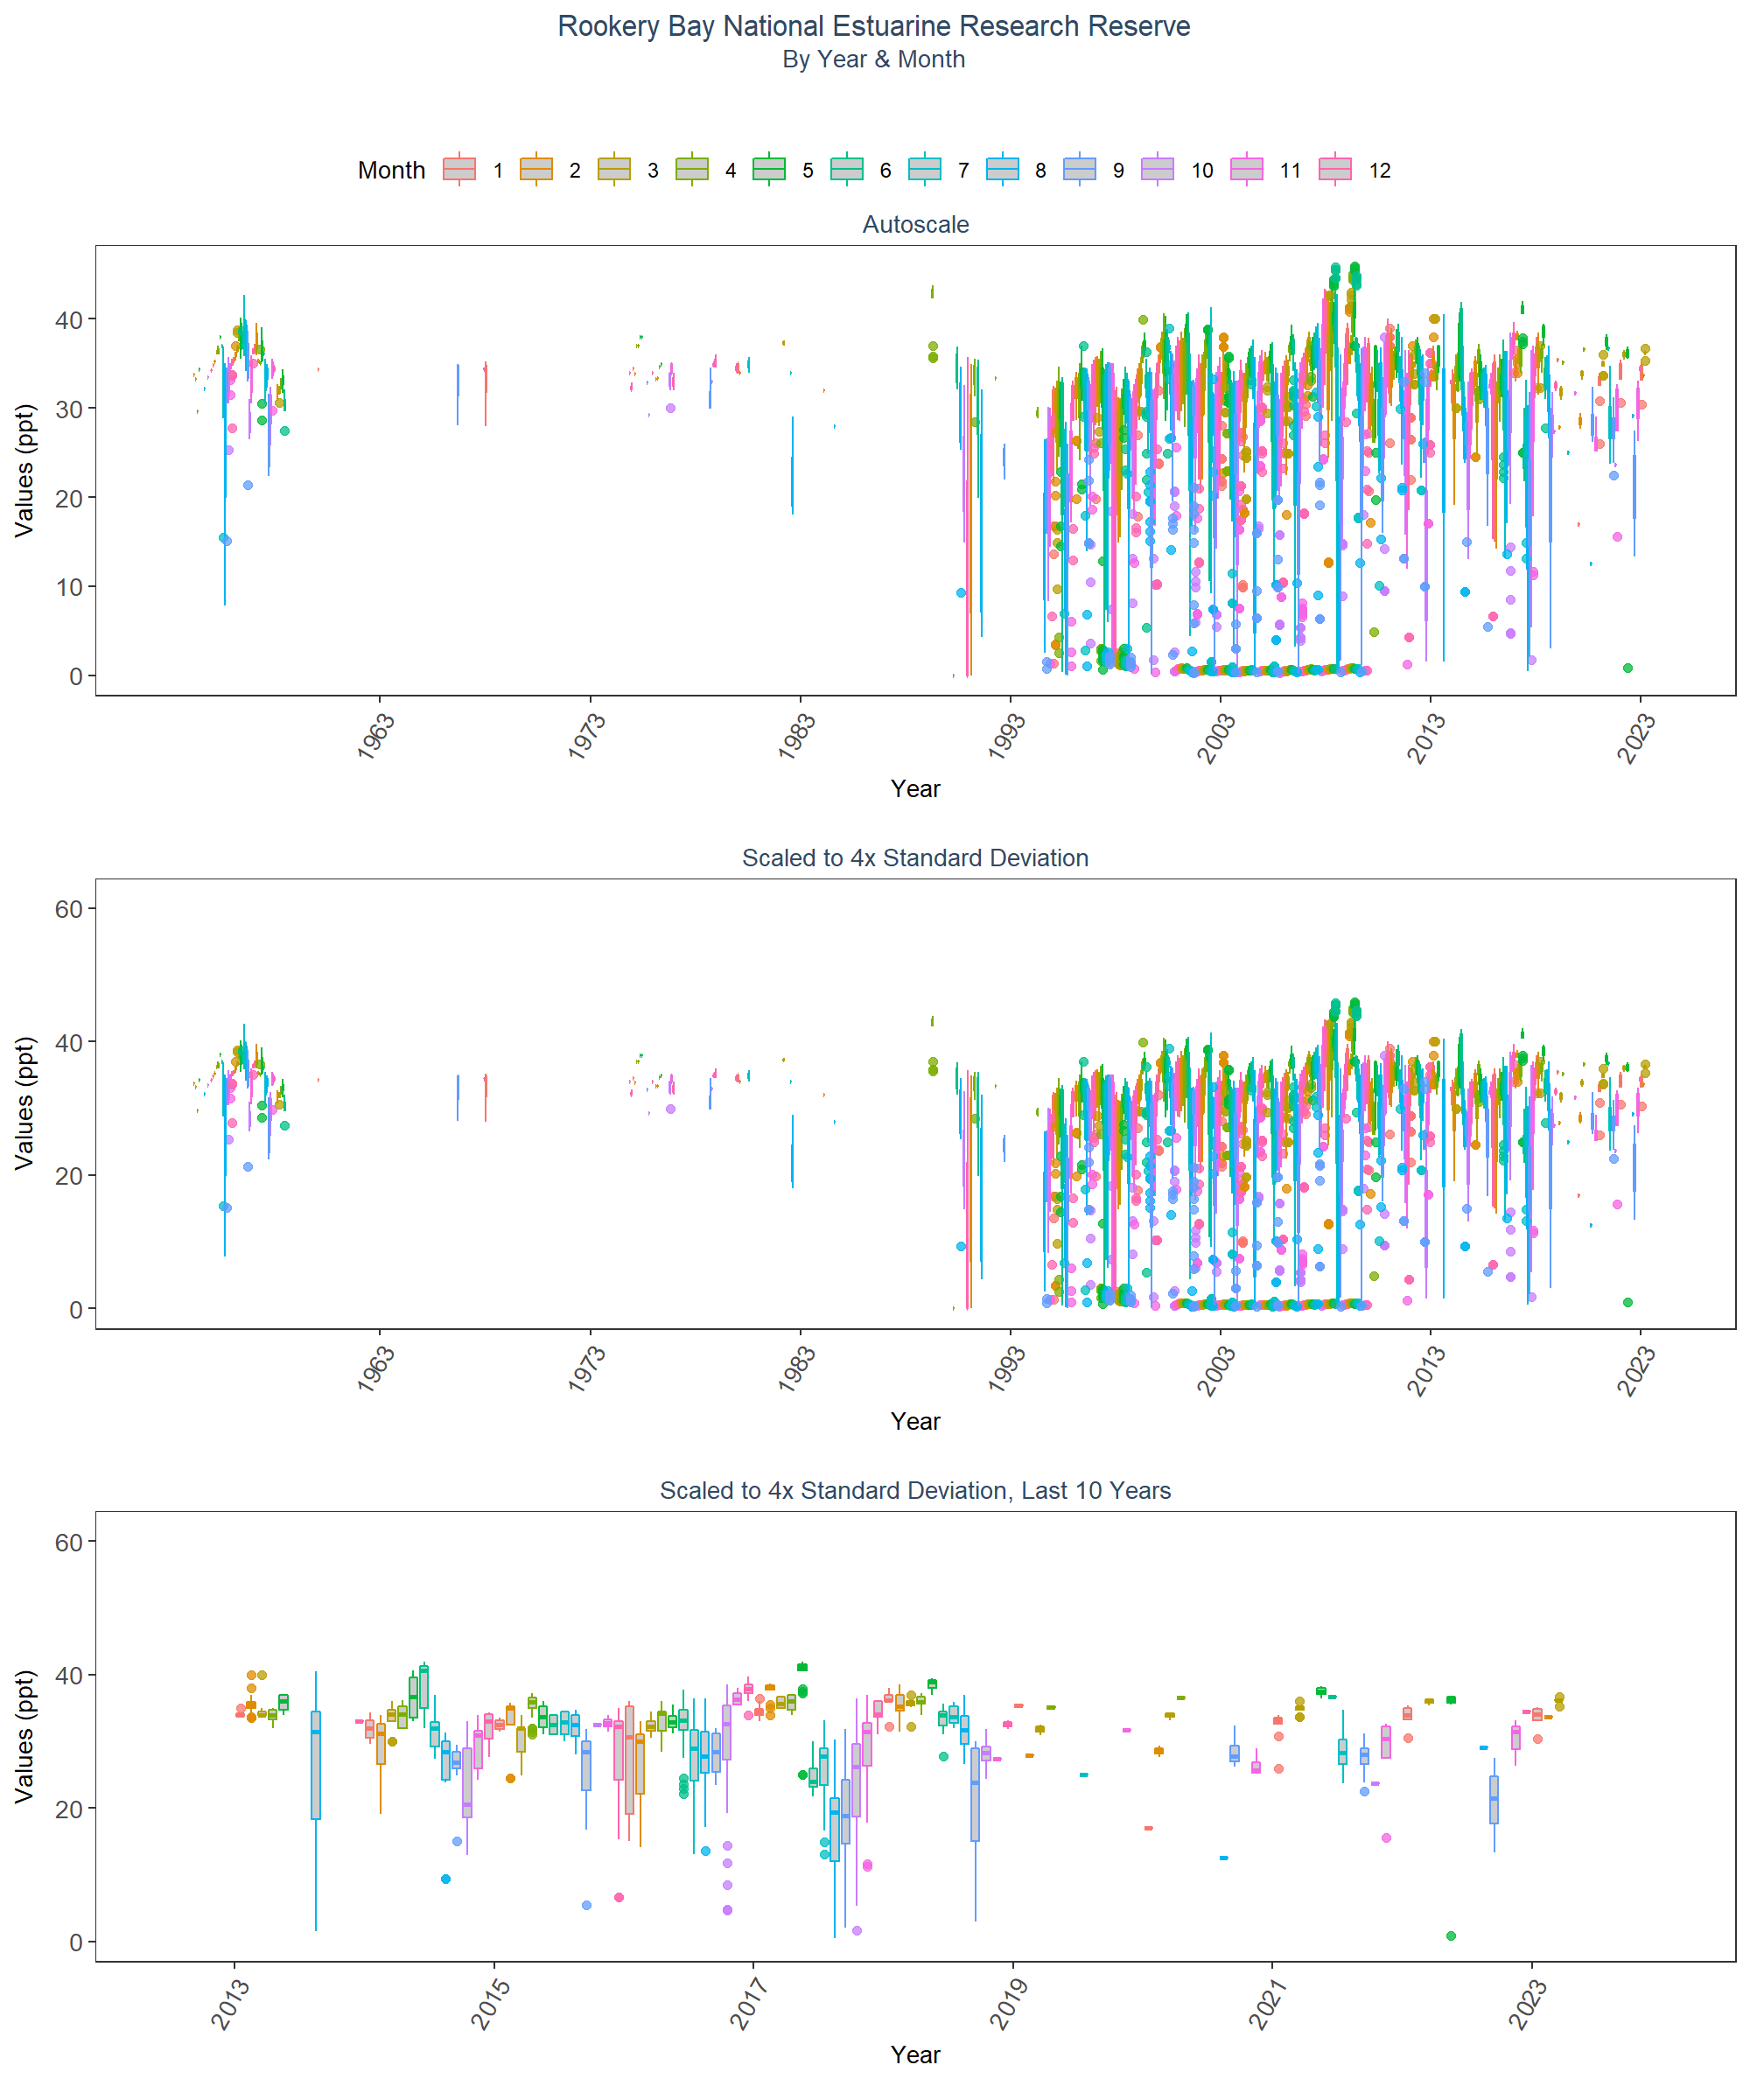 Rookery Bay National Estuarine Research Reserve
By Year & Month
Month 1 2 3 4 5 6 7 8 9 10 11 12
Autoscale
Values (ppt)
40
30
20
10
0
1963 1973 1983 1993 2003 2013 2023
Year
Scaled to 4x Standard Deviation
Values (ppt)
60
40
20
0
1963 1973 1983 1993 2003 2013 2023
Year
Scaled to 4x Standard Deviation, Last 10 Years
Values (ppt)
60
40
20
0
2013 2015 2017 2019 2021 2023
Year